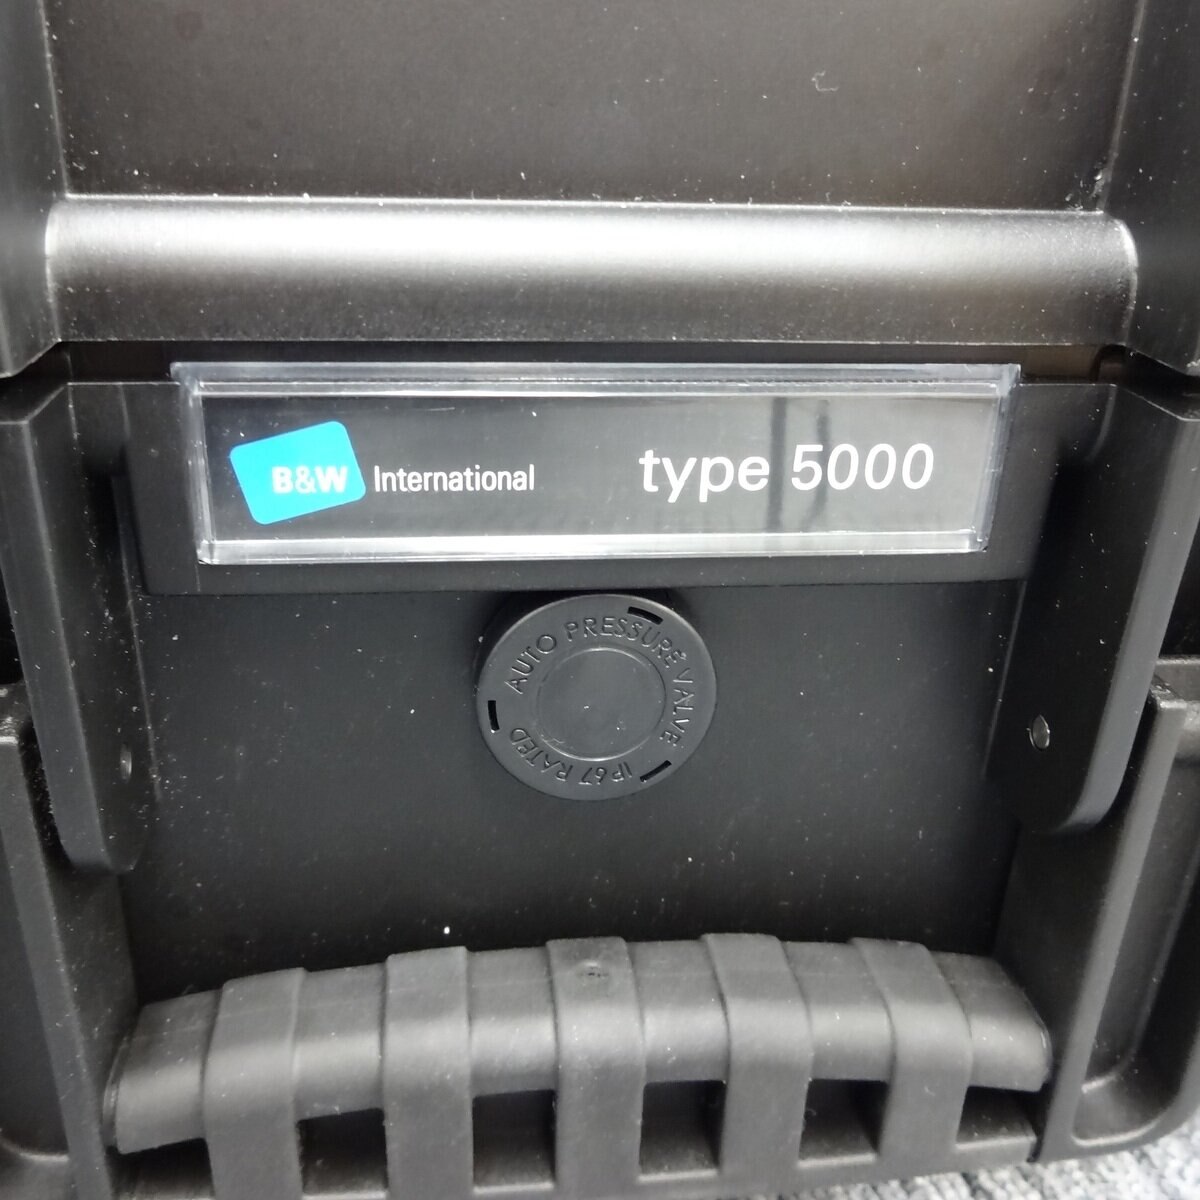 B&W International
type 5000
AUTO PRESSURE VALVE
IP67 RATED